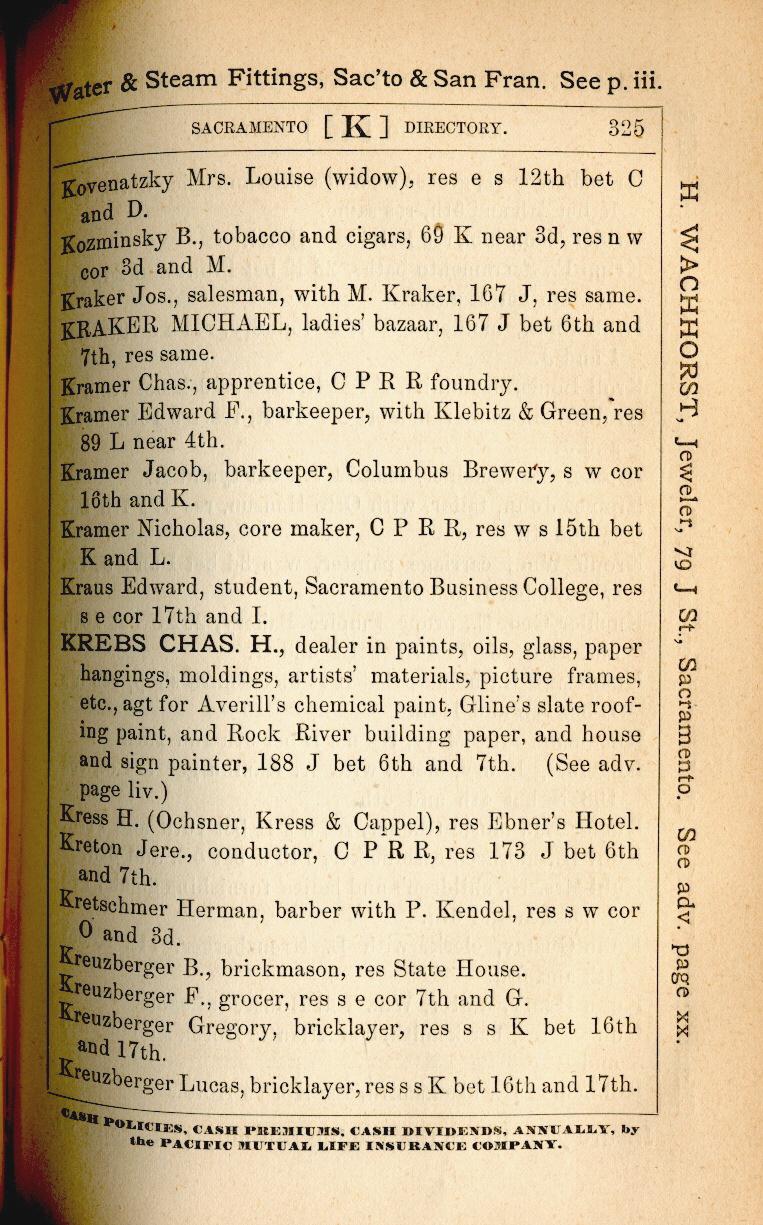 Water & Steam Fittings, Sac'to & San Fran. See p. iii.
SACRAMENTO [ K ] DIRECTORY. 325
Kovenatzky Mrs. Louise (widow), res e s 12th bet C
and D.
Kozminsky B., tobacco and cigars, 69 K near 3d, res n w
cor 3d and M.
Kraker Jos., salesman, with M. Kraker, 167 J, res same.
KRAKER MICHAEL, ladies' bazaar, 167 J bet 6th and
7th, res same.
Kramer Chas., apprentice, C P R R foundry.
Kramer Edward F., barkeeper, with Klebitz & Green, res
89 L near 4th.
Kramer Jacob, barkeeper, Columbus Brewery, s w cor
16th and K.
Kramer Nicholas, core maker, C P R R, res w s 15th bet
K and L.
Kraus Edward, student, Sacramento Business College, res
s e cor 17th and I.
KREBS CHAS. H., dealer in paints, oils, glass, paper
hangings, moldings, artists' materials, picture frames,
etc., agt for Averill's chemical paint, Gline's slate roof-
ing paint, and Rock River building paper, and house
and sign painter, 188 J bet 6th and 7th. (See adv.
page liv.)
Kress H. (Ochsner, Kress & Cappel), res Ebner's Hotel.
Kreton Jere., conductor, C P R R, res 173 J bet 6th
and 7th.
Kretschmer Herman, barber with P. Kendel, res s w cor
O and 3d.
Kreuzberger B., brickmason, res State House.
Kreuzberger F., grocer, res s e cor 7th and G.
Kreuzberger Gregory, bricklayer, res s s K bet 16th
and 17th.
Kreuzberger Lucas, bricklayer, res s s K bet 16th and 17th.
CASH POLICIES, CASH PREMIUMS, CASH DIVIDENDS, ANNUALLY, by
the PACIFIC MUTUAL LIFE INSURANCE COMPANY.
H. WACHHORST, Jeweler, 79 J St., Sacramento. See adv. page xx.